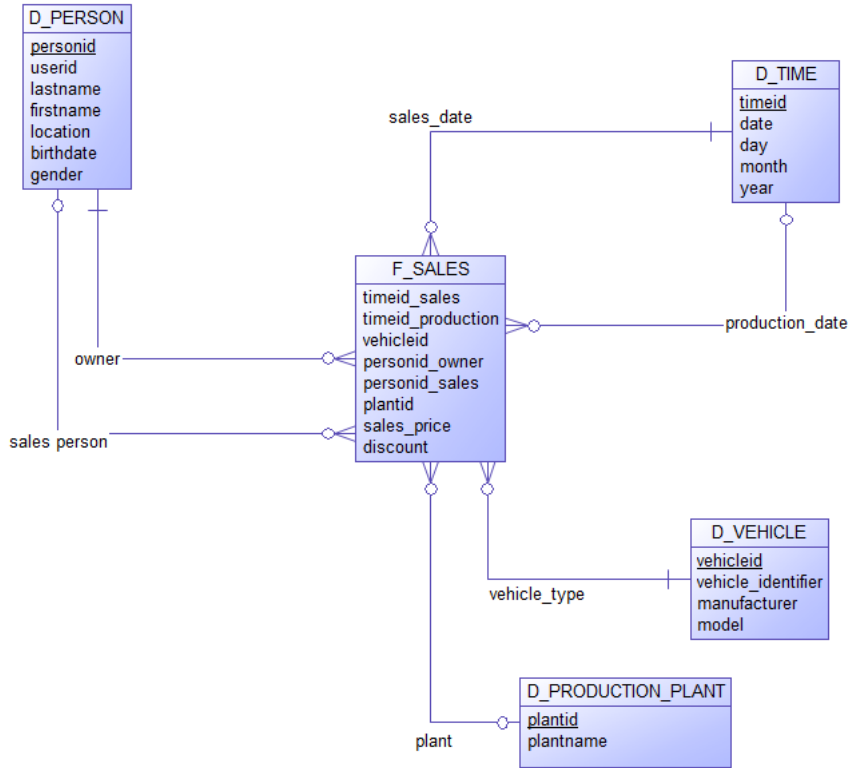 D_PERSON
personid
userid
lastname
firstname
location
birthdate
gender
D_TIME
timeid
date
day
month
year
sales_date
F_SALES
timeid_sales
timeid_production
vehicleid
personid_owner
personid_sales
plantid
sales_price
discount
production_date
owner
sales person
D_VEHICLE
vehicleid
vehicle_identifier
manufacturer
model
vehicle_type
D_PRODUCTION_PLANT
plantid
plantname
plant